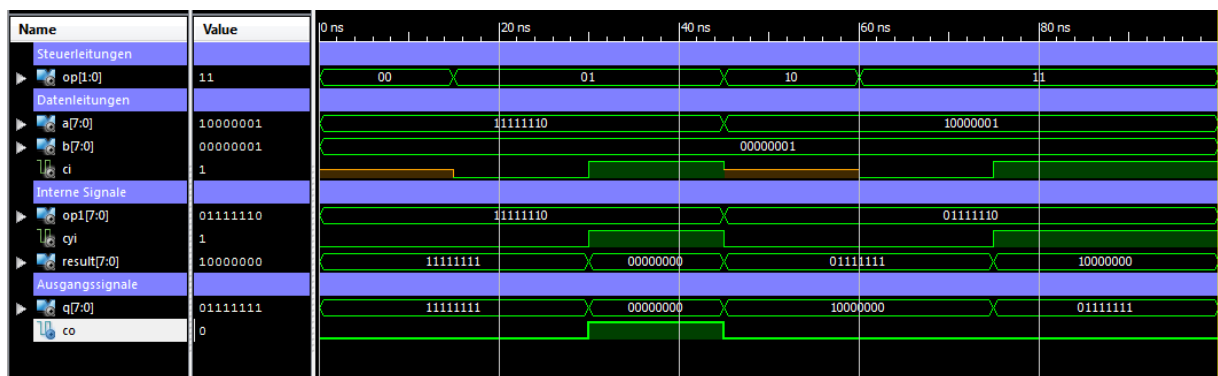 Name Value 0 ns 20 ns 40 ns 60 ns 80 ns
Steuerleitungen
op[1:0] 11 00 01 10 11
Datenleitungen
a[7:0] 10000001 11111110 10000001
b[7:0] 00000001 00000001
ci 1
Interne Signale
op1[7:0] 01111110 11111110 01111110
cyi 1
result[7:0] 10000000 11111111 00000000 01111111 10000000
Ausgangssignale
q[7:0] 01111111 11111111 00000000 10000000 01111111
co 0